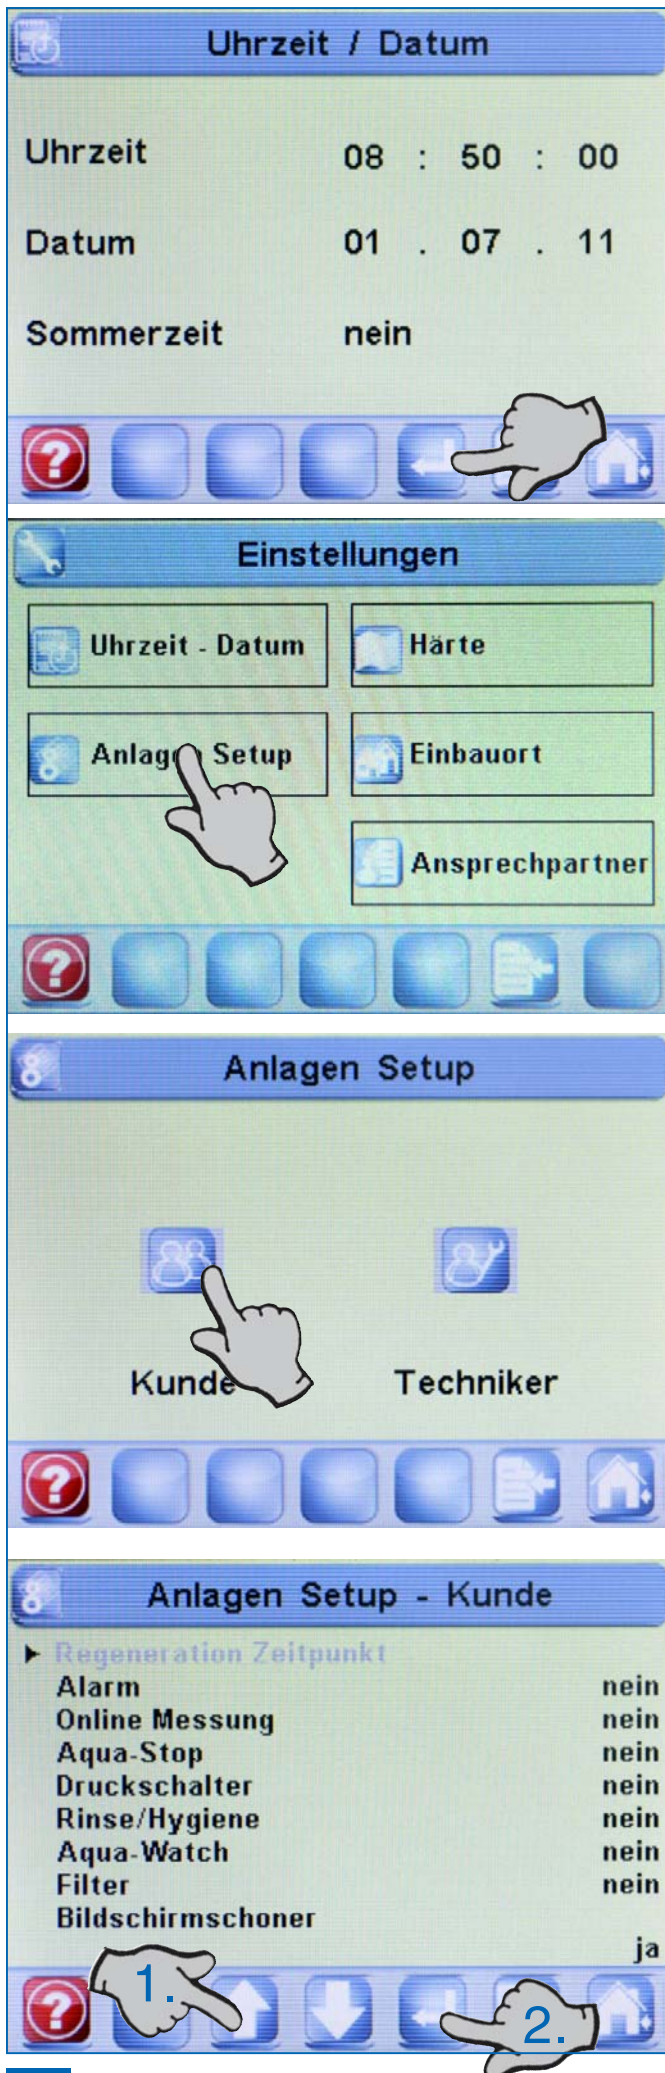 Uhrzeit / Datum
Uhrzeit 08 : 50 : 00
Datum 01 . 07 . 11
Sommerzeit nein
?
Einstellungen
Uhrzeit - Datum Härte
Anlagen Setup Einbauort
Ansprechpartner
?
Anlagen Setup
Kunde Techniker
?
Anlagen Setup - Kunde
Regeneration Zeitpunkt
Alarm nein
Online Messung nein
Aqua-Stop nein
Druckschalter nein
Rinse/Hygiene nein
Aqua-Watch nein
Filter nein
Bildschirmschoner
ja
? 1. 2.